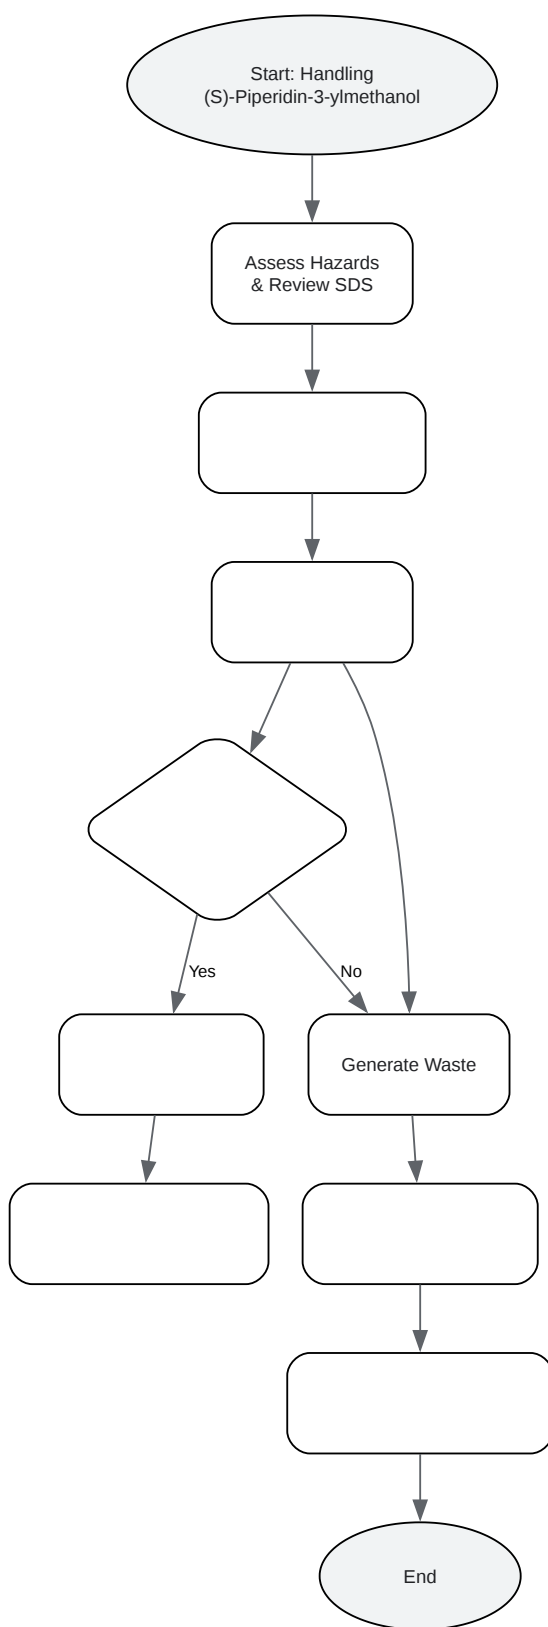 Start: Handling
(S)-Piperidin-3-ylmethanol
Assess Hazards
& Review SDS
Yes
No
Generate Waste
End